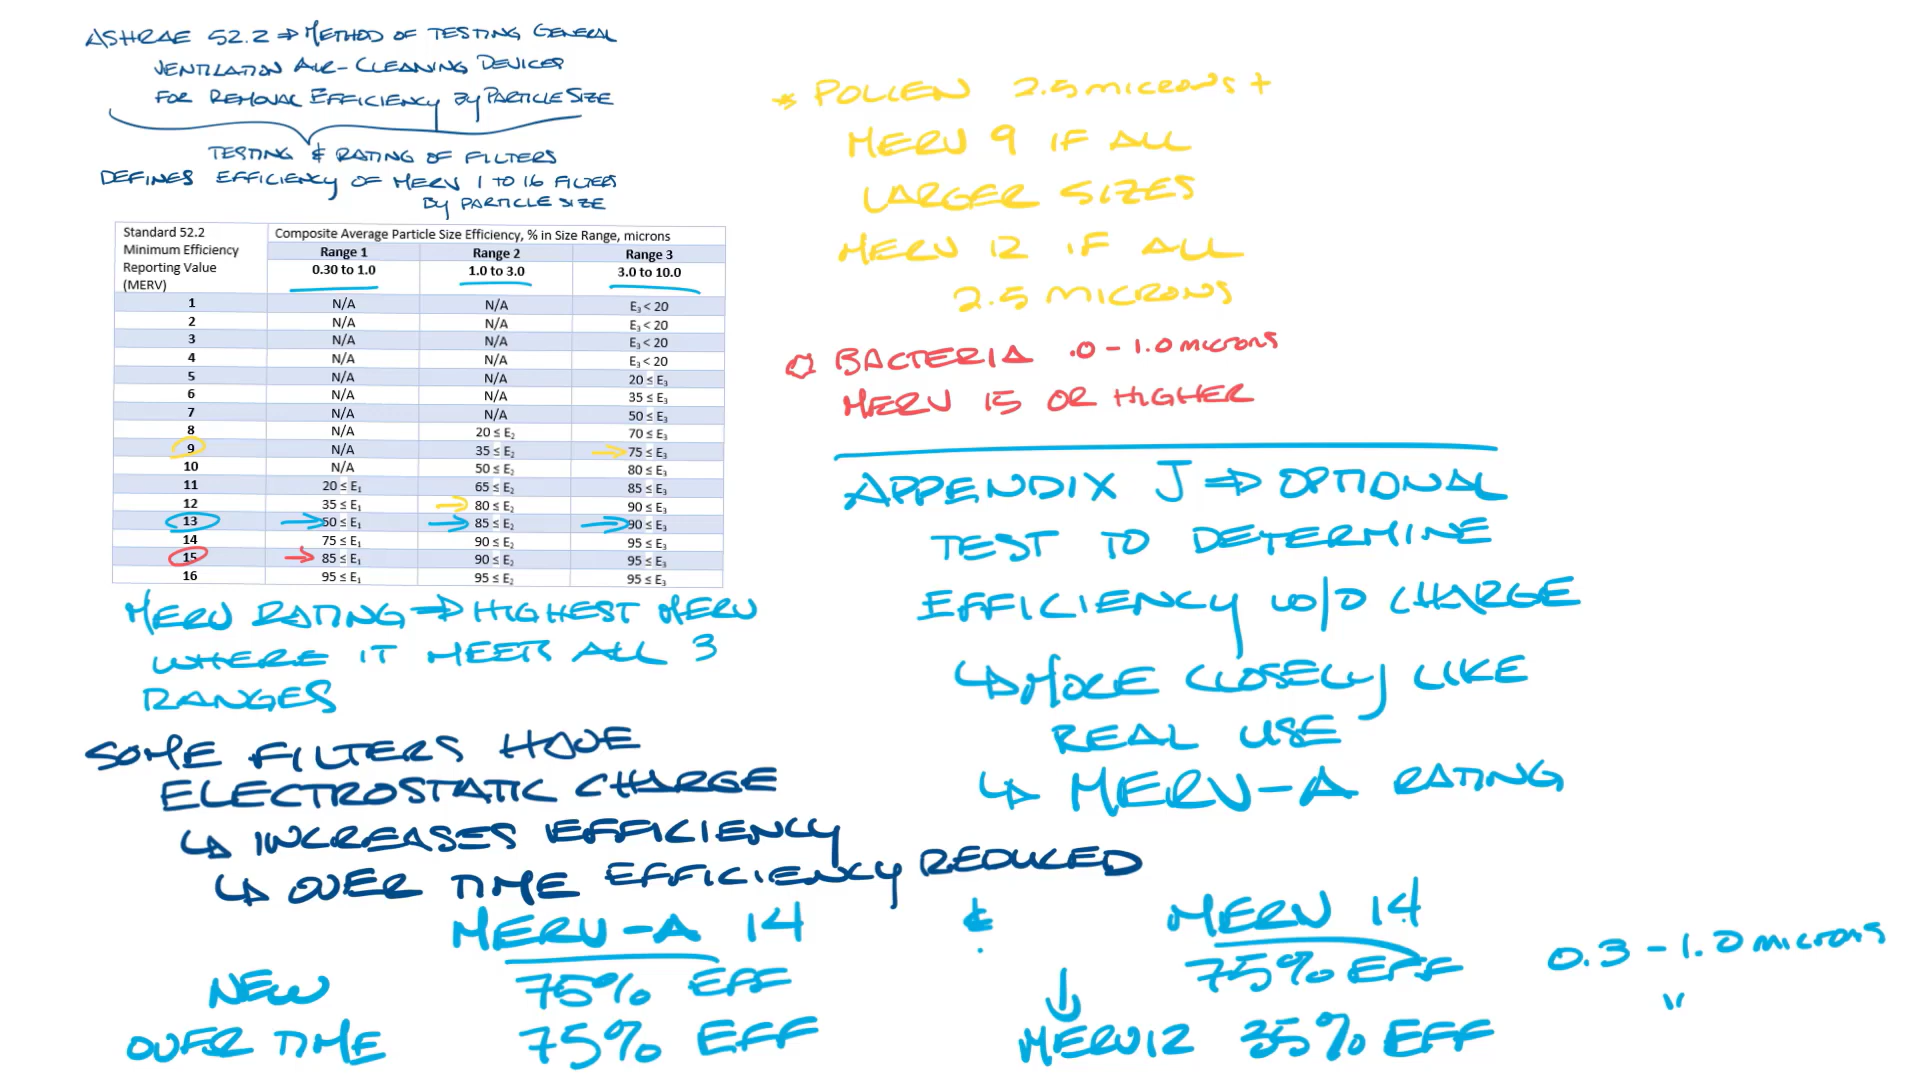 ASHRAE 52.2 ⇒ METHOD OF TESTING GENERAL
VENTILATION AIR-CLEANING DEVICES
FOR REMOVAL EFFICIENCY BY PARTICLE SIZE
TESTING & RATING OF FILTERS
DEFINES EFFICIENCY OF MERV 1 TO 16 FILTERS
BY PARTICLE SIZE
Standard 52.2 Minimum Efficiency Reporting Value (MERV) Composite Average Particle Size Efficiency, % in Size Range, microns
Range 1 Range 2 Range 3
0.30 to 1.0 1.0 to 3.0 3.0 to 10.0
1 N/A N/A E₃ < 20
2 N/A N/A E₃ < 20
3 N/A N/A E₃ < 20
4 N/A N/A E₃ < 20
5 N/A N/A 20 ≤ E₃
6 N/A N/A 35 ≤ E₃
7 N/A N/A 50 ≤ E₃
8 N/A 20 ≤ E₂ 70 ≤ E₃
9 N/A 35 ≤ E₂ → 75 ≤ E₃
10 N/A 50 ≤ E₂ 80 ≤ E₃
11 20 ≤ E₁ 65 ≤ E₂ 85 ≤ E₃
12 35 ≤ E₁ → 80 ≤ E₂ 90 ≤ E₃
13 → 50 ≤ E₁ → 85 ≤ E₂ → 90 ≤ E₃
14 75 ≤ E₁ 90 ≤ E₂ 95 ≤ E₃
15 → 85 ≤ E₁ 90 ≤ E₂ 95 ≤ E₃
16 95 ≤ E₁ 95 ≤ E₂ 95 ≤ E₃
MERV RATING ⇒ HIGHEST MERV
WHERE IT MEETS ALL 3
RANGES
SOME FILTERS HAVE
ELECTROSTATIC CHARGE
↳ INCREASES EFFICIENCY
↳ OVER TIME EFFICIENCY REDUCED
* POLLEN 2.5 microns +
MERV 9 IF ALL
LARGER SIZES
MERV 12 IF ALL
2.5 MICRONS
BACTERIA .0 - 1.0 microns
MERV 15 OR HIGHER
APPENDIX J ⇒ OPTIONAL
TEST TO DETERMINE
EFFICIENCY W/O CHARGE
↳ MORE CLOSELY LIKE
REAL USE
↳ MERV-A RATING
MERV-A 14 & MERV 14
NEW 75% EFF 75% EFF 0.3 - 1.0 microns
OVER TIME 75% EFF ↓ MERV 12 35% EFF "